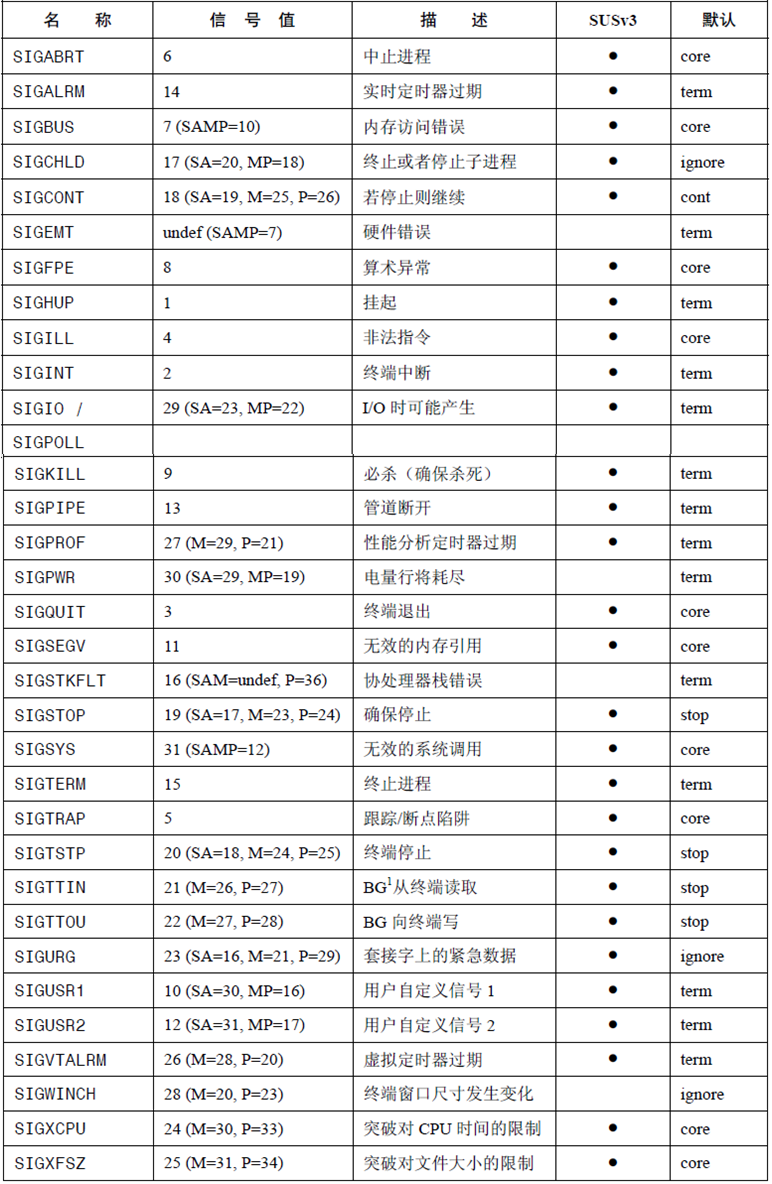 名 称 信 号 值 描 述 SUSv3 默认
SIGABRT 6 中止进程 ● core
SIGALRM 14 实时定时器过期 ● term
SIGBUS 7 (SAMP=10) 内存访问错误 ● core
SIGCHLD 17 (SA=20, MP=18) 终止或者停止子进程 ● ignore
SIGCONT 18 (SA=19, M=25, P=26) 若停止则继续 ● cont
SIGEMT undef (SAMP=7) 硬件错误 term
SIGFPE 8 算术异常 ● core
SIGHUP 1 挂起 ● term
SIGILL 4 非法指令 ● core
SIGINT 2 终端中断 ● term
SIGIO / 29 (SA=23, MP=22) I/O 时可能产生 ● term
SIGPOLL
SIGKILL 9 必杀（确保杀死） ● term
SIGPIPE 13 管道断开 ● term
SIGPROF 27 (M=29, P=21) 性能分析定时器过期 ● term
SIGPWR 30 (SA=29, MP=19) 电量行将耗尽 term
SIGQUIT 3 终端退出 ● core
SIGSEGV 11 无效的内存引用 ● core
SIGSTKFLT 16 (SAM=undef, P=36) 协处理器栈错误 term
SIGSTOP 19 (SA=17, M=23, P=24) 确保停止 ● stop
SIGSYS 31 (SAMP=12) 无效的系统调用 ● core
SIGTERM 15 终止进程 ● term
SIGTRAP 5 跟踪/断点陷阱 ● core
SIGTSTP 20 (SA=18, M=24, P=25) 终端停止 ● stop
SIGTTIN 21 (M=26, P=27) BG¹从终端读取 ● stop
SIGTTOU 22 (M=27, P=28) BG 向终端写 ● stop
SIGURG 23 (SA=16, M=21, P=29) 套接字上的紧急数据 ● ignore
SIGUSR1 10 (SA=30, MP=16) 用户自定义信号 1 ● term
SIGUSR2 12 (SA=31, MP=17) 用户自定义信号 2 ● term
SIGVTALRM 26 (M=28, P=20) 虚拟定时器过期 ● term
SIGWINCH 28 (M=20, P=23) 终端窗口尺寸发生变化 ignore
SIGXCPU 24 (M=30, P=33) 突破对 CPU 时间的限制 ● core
SIGXFSZ 25 (M=31, P=34) 突破对文件大小的限制 ● core